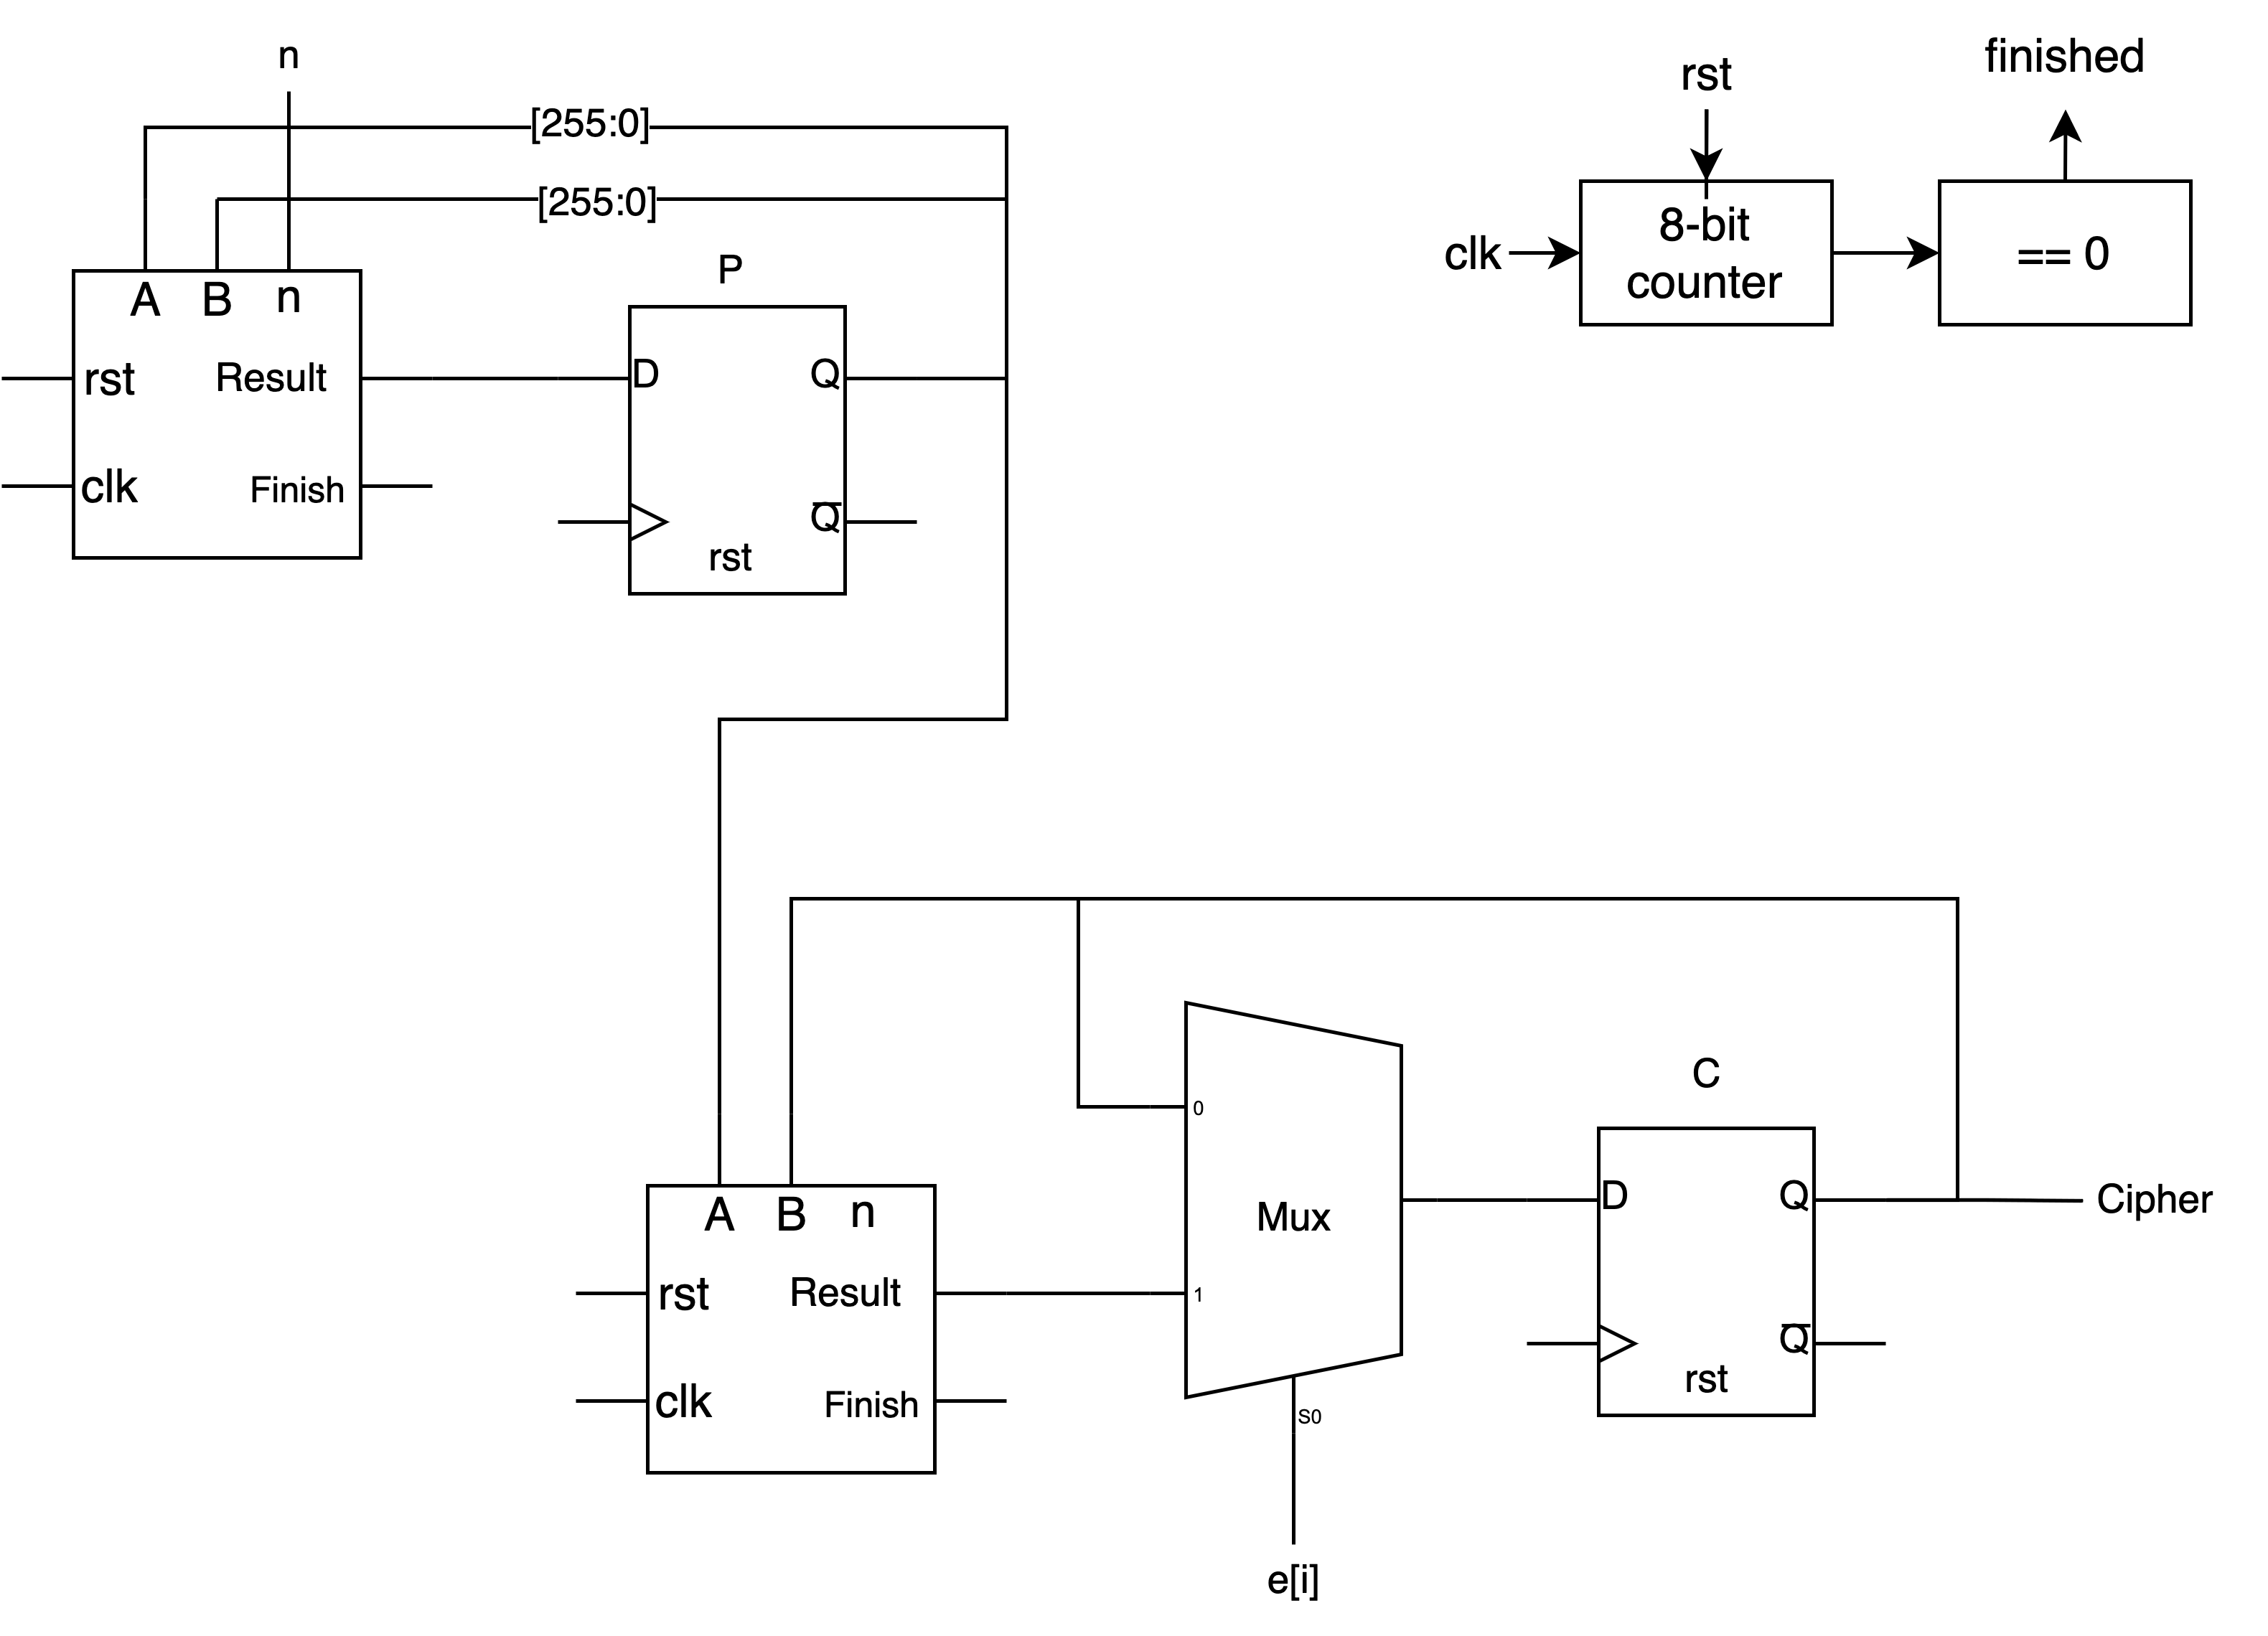 n
[255:0]
[255:0]
A B n
rst Result
clk Finish
P
D Q
Q
rst
rst
finished
clk
8-bit
counter
== 0
A B n
rst Result
clk Finish
0
Mux
1
S0
e[i]
C
D Q
Q
rst
Cipher